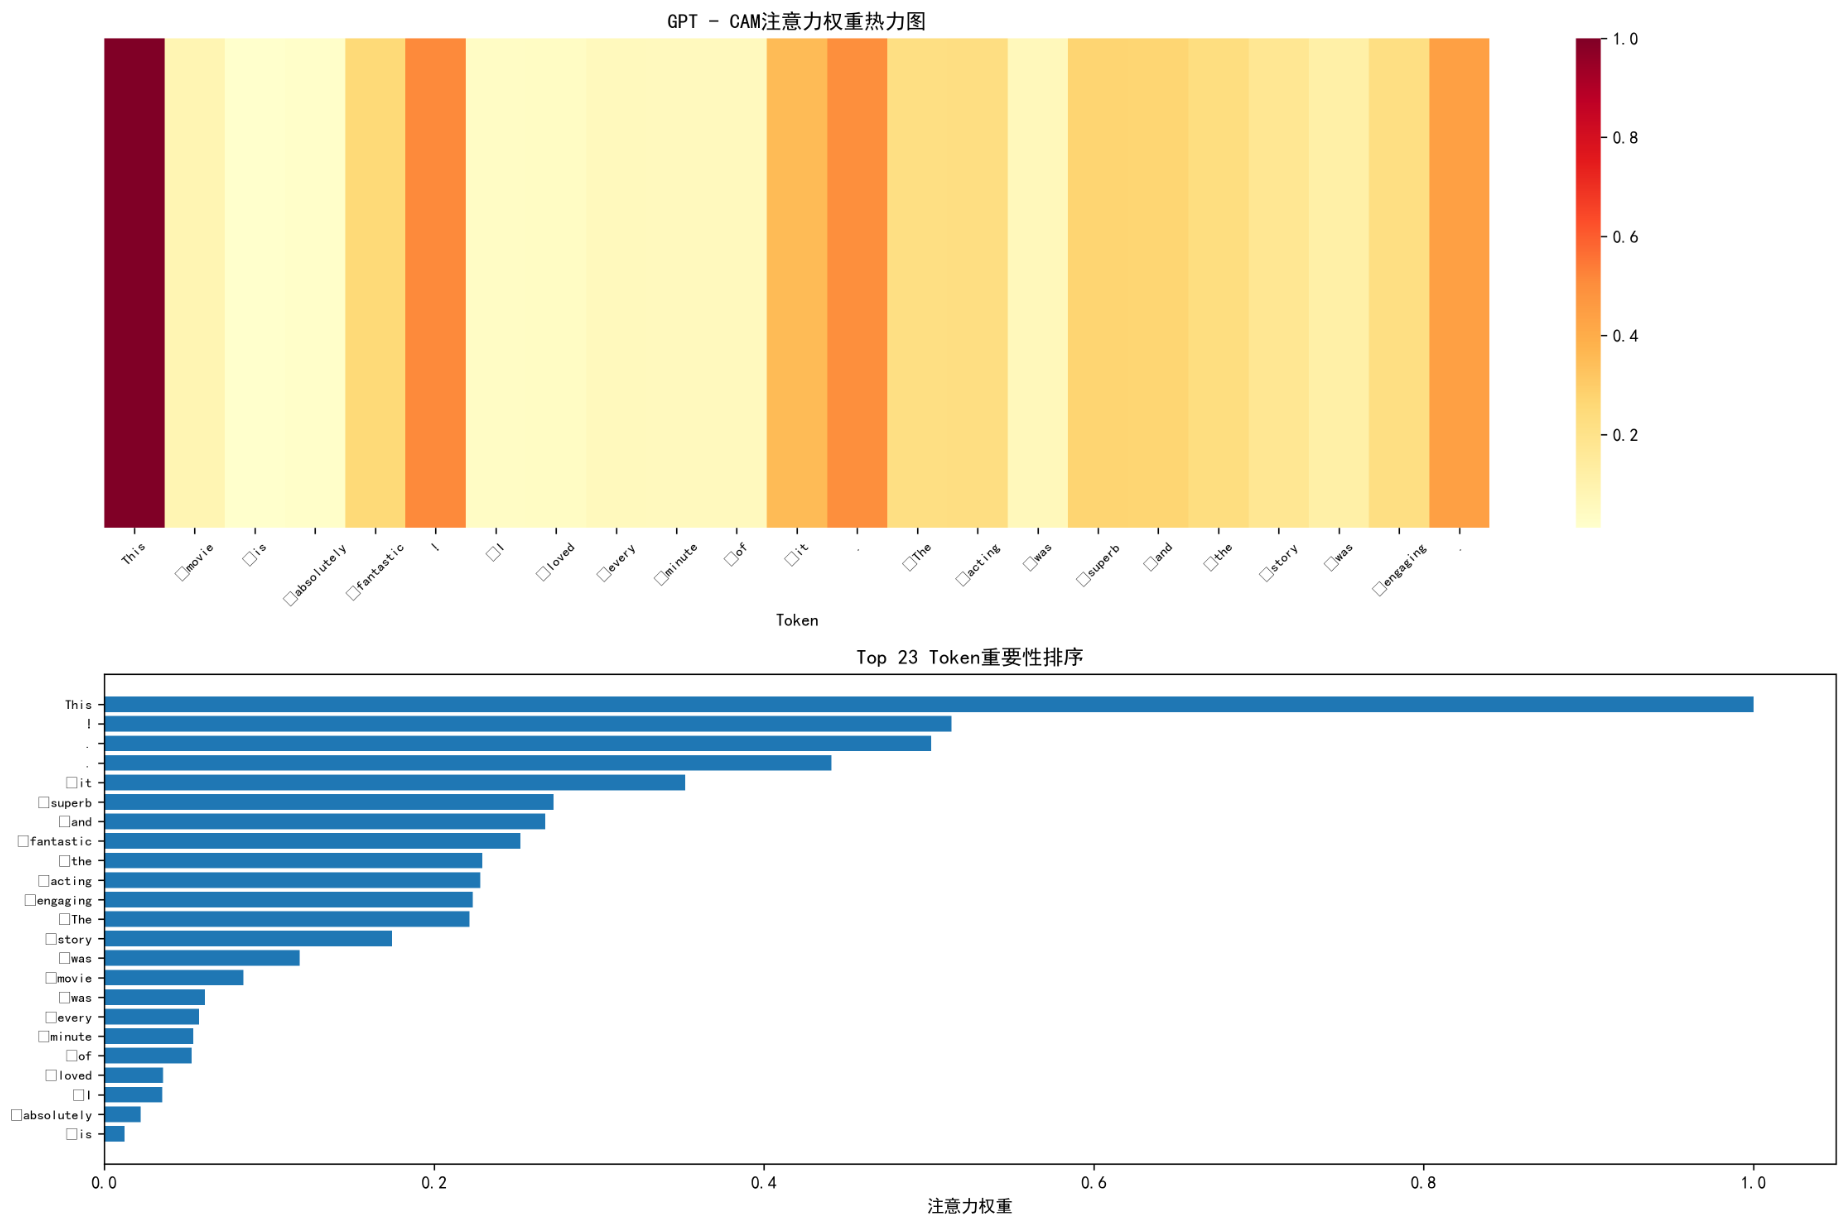 GPT - CAM注意力权重热力图
1.0
0.8
0.6
0.4
0.2
This □movie □is □absolutely □fantastic ! □I □loved □every □minute □of □it . □The □acting □was □superb □and □the □story □was □engaging .
Token
Top 23 Token重要性排序
This
!
.
.
□it
□superb
□and
□fantastic
□the
□acting
□engaging
□The
□story
□was
□movie
□was
□every
□minute
□of
□loved
□I
□absolutely
□is
0.0 0.2 0.4 0.6 0.8 1.0
注意力权重